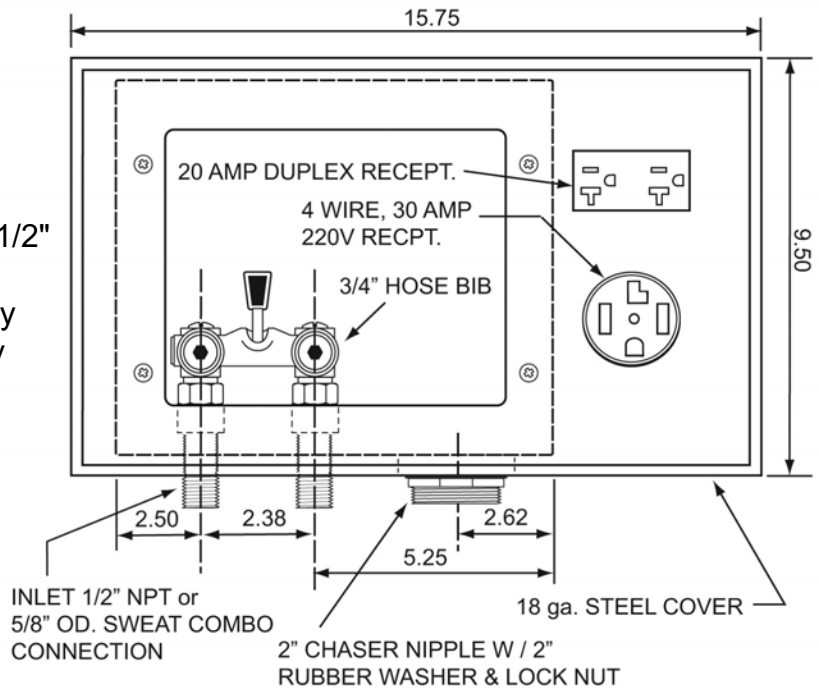 15.75
20 AMP DUPLEX RECEPT.
4 WIRE, 30 AMP
220V RECPT.
1/2"
9.50
3/4” HOSE BIB
y
2.50
2.38
2.62
5.25
INLET 1/2” NPT or
5/8” OD. SWEAT COMBO
CONNECTION
18 ga. STEEL COVER
2” CHASER NIPPLE W / 2”
RUBBER WASHER & LOCK NUT